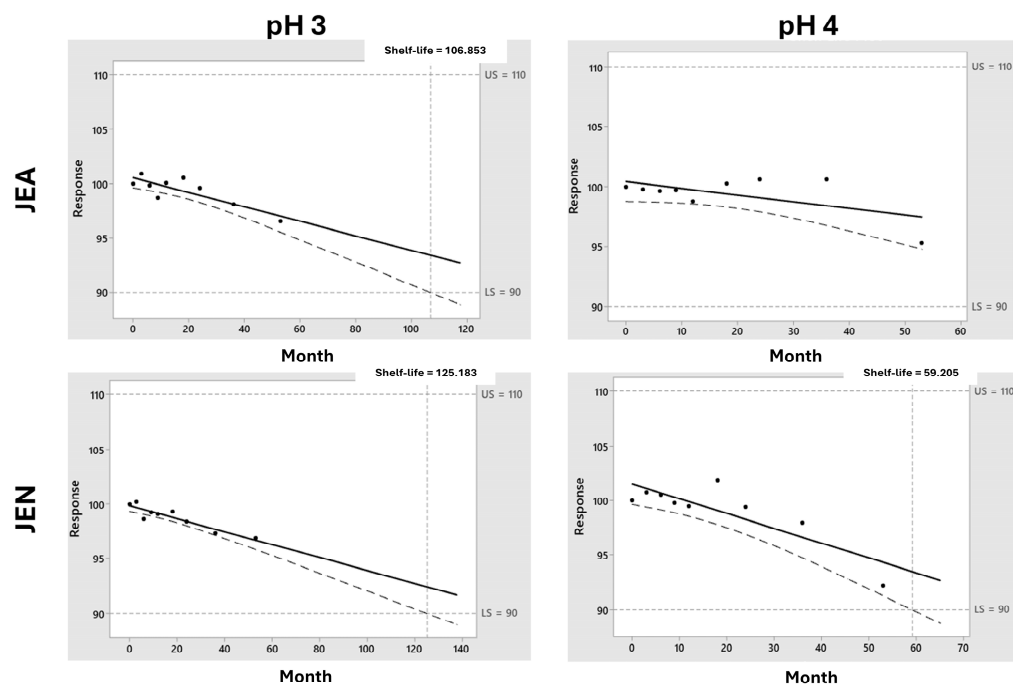 pH 3
pH 4
JEA
Shelf-life = 106.853
US = 110
LS = 90
Response
110
105
100
95
90
0 20 40 60 80 100 120
Month
US = 110
LS = 90
Response
110
105
100
95
90
0 10 20 30 40 50 60
Month
JEN
Shelf-life = 125.183
US = 110
LS = 90
Response
110
105
100
95
90
0 20 40 60 80 100 120 140
Month
Shelf-life = 59.205
US = 110
LS = 90
Response
110
105
100
95
90
0 10 20 30 40 50 60 70
Month